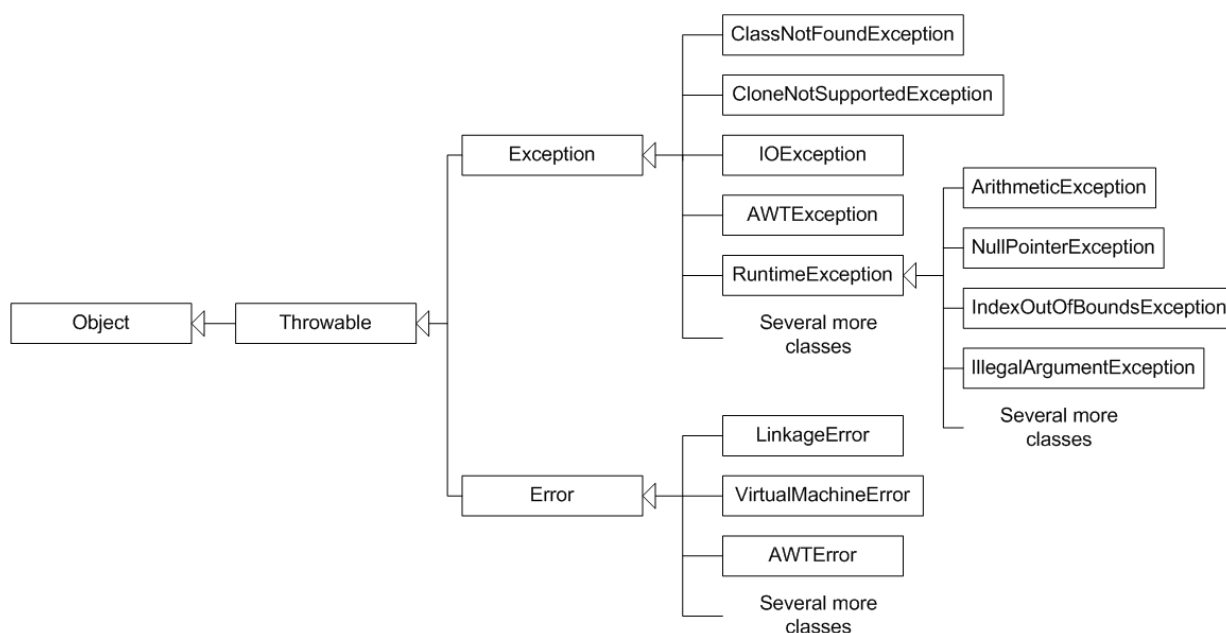 ClassNotFoundException
CloneNotSupportedException
Exception
IOException
ArithmeticException
AWTException
NullPointerException
RuntimeException
Object
Throwable
IndexOutOfBoundsException
Several more
classes
IllegalArgumentException
Several more
classes
LinkageError
Error
VirtualMachineError
AWTError
Several more
classes